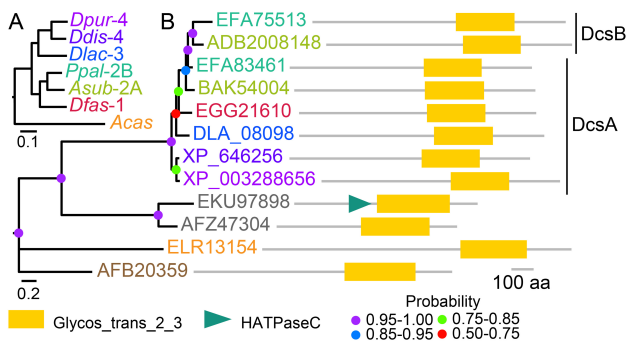 A
Dpur-4
Ddis-4
Dlac-3
Ppal-2B
Asub-2A
Dfas-1
Acas
0.1
B
EFA75513
ADB2008148
EFA83461
BAK54004
EGG21610
DLA_08098
XP_646256
XP_003288656
EKU97898
AFZ47304
ELR13154
AFB20359
DcsB
DcsA
0.2
100 aa
Glycos_trans_2_3
HATPaseC
Probability
0.95-1.00
0.75-0.85
0.85-0.95
0.50-0.75